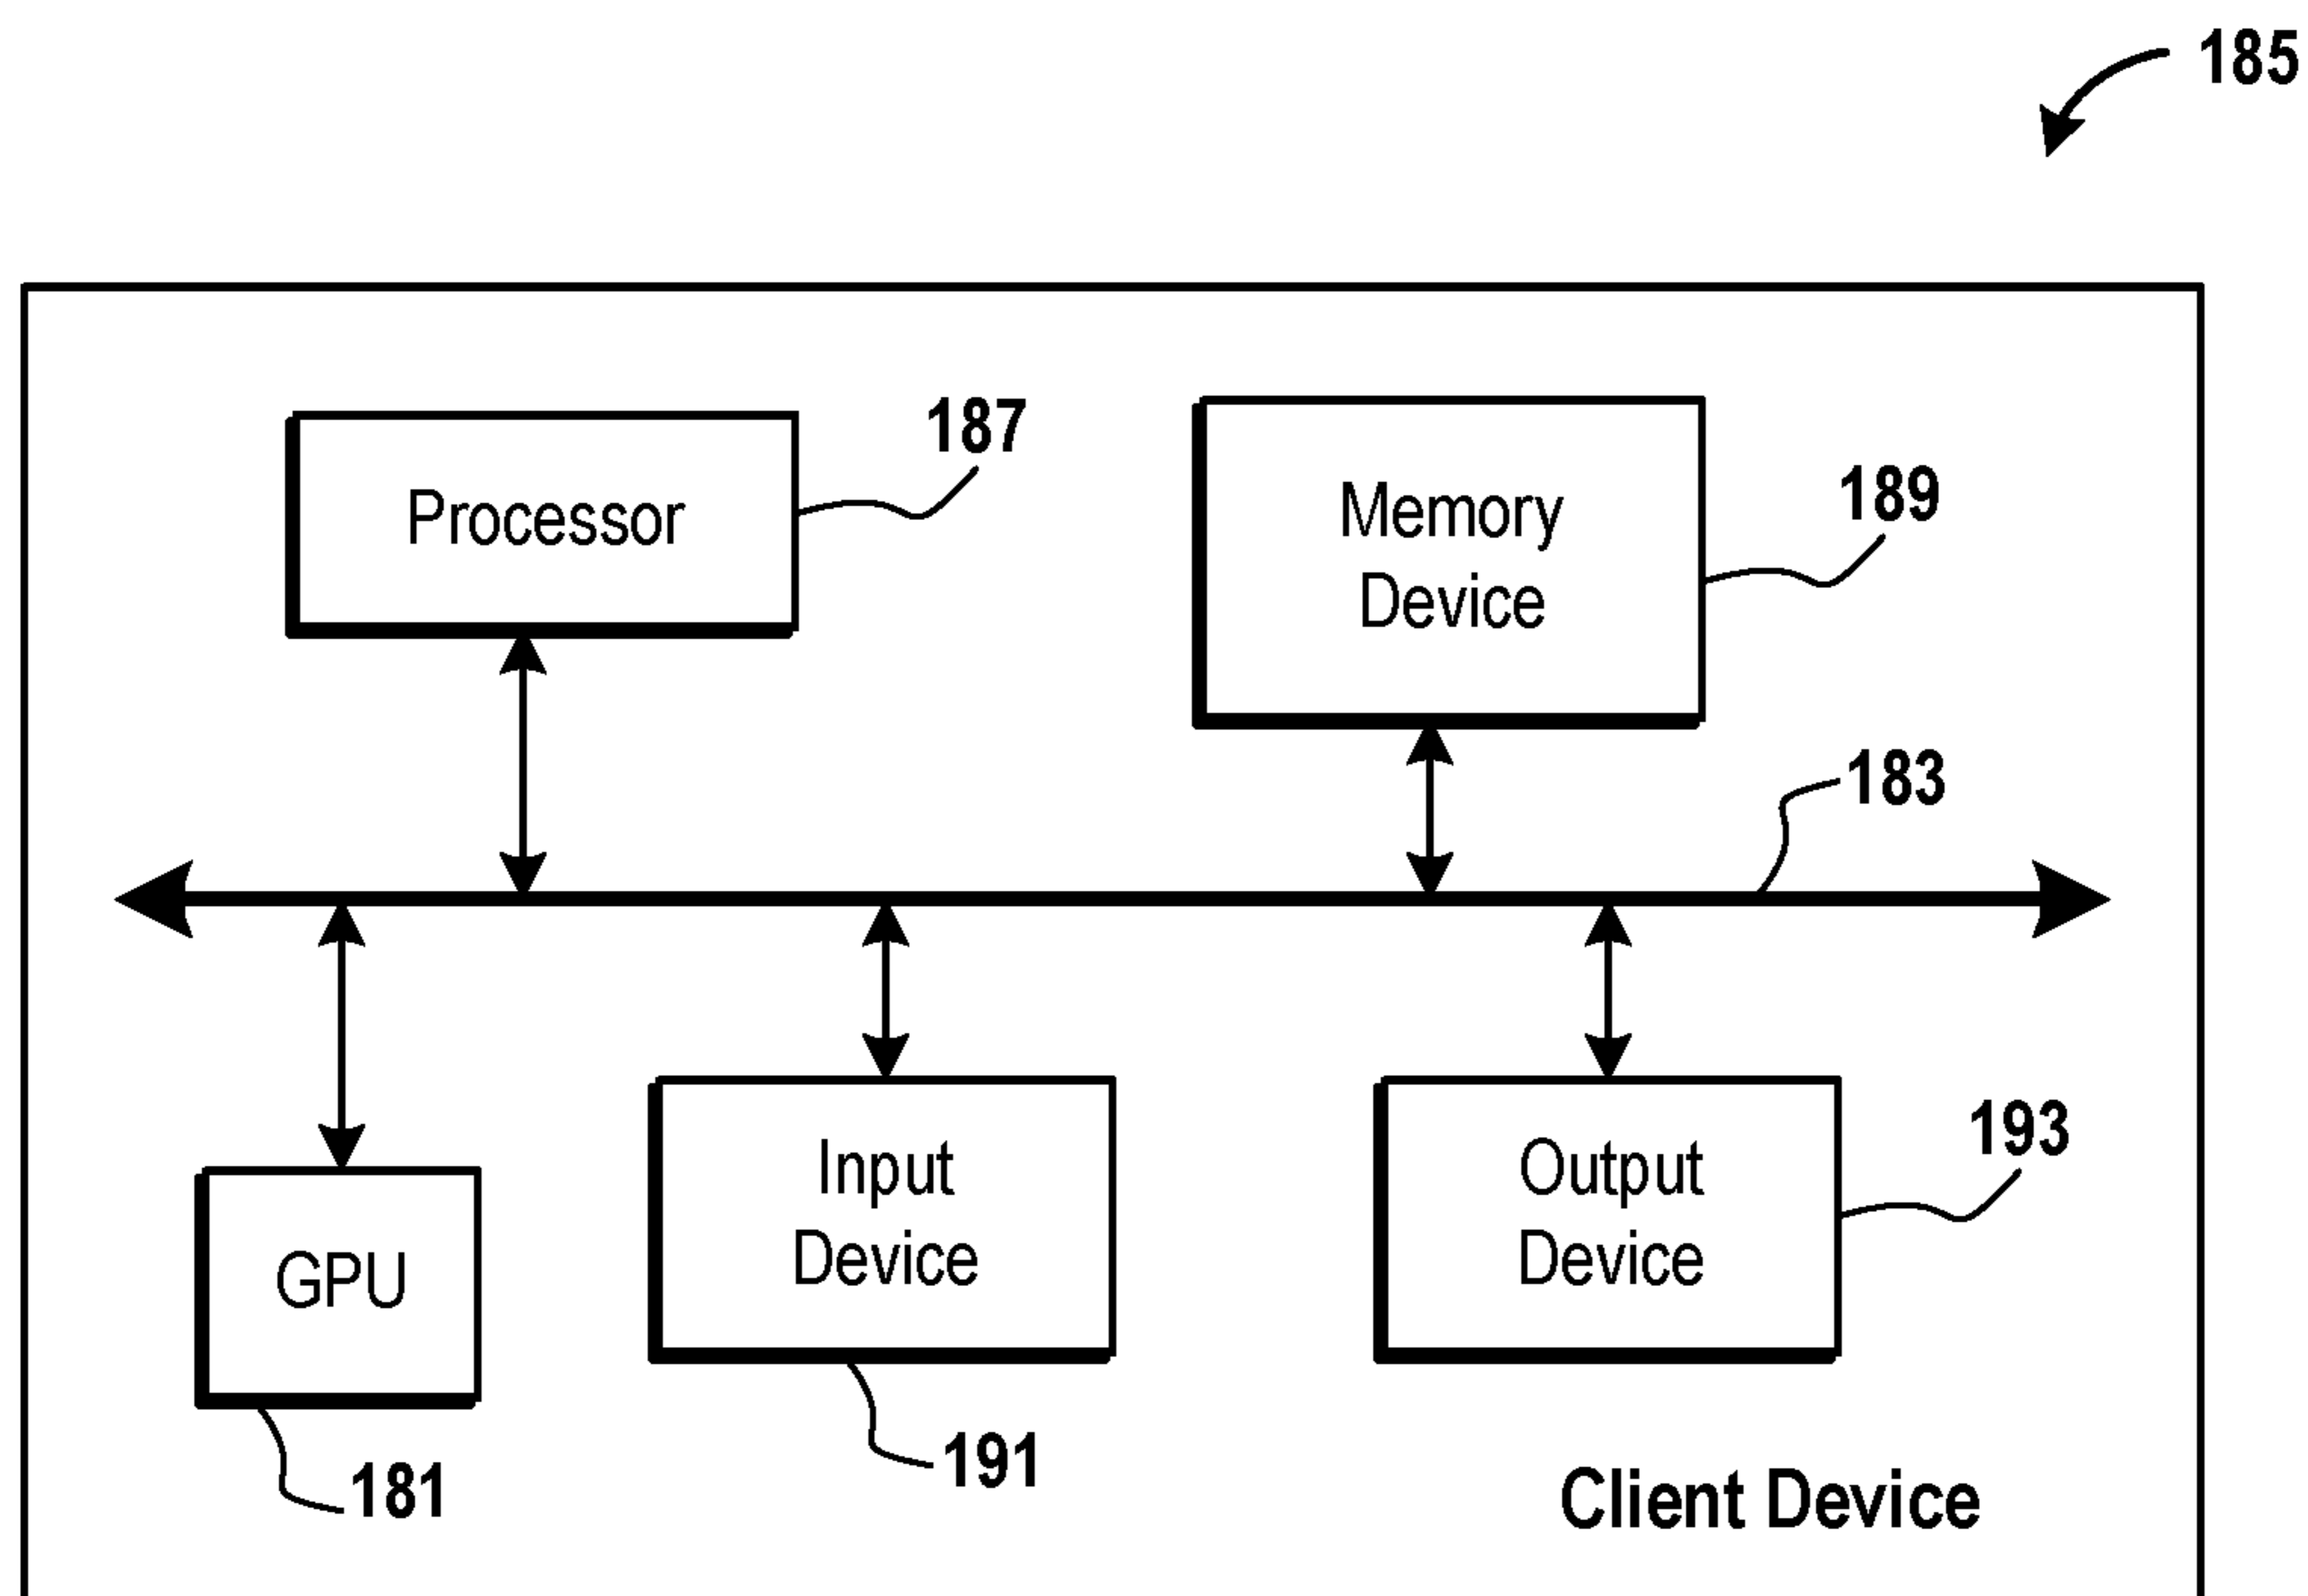 185
187
Processor
189
Memory
Device
183
193
Input
Device
Output
Device
GPU
191
181
Client Device